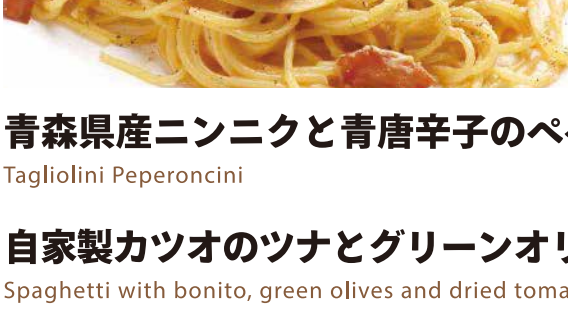 青森県産ニンニクと青唐辛子のペ
Tagliolini Peperoncini
自家製カツオのツナとグリーンオリ
Spaghetti with bonito, green olives and dried toma